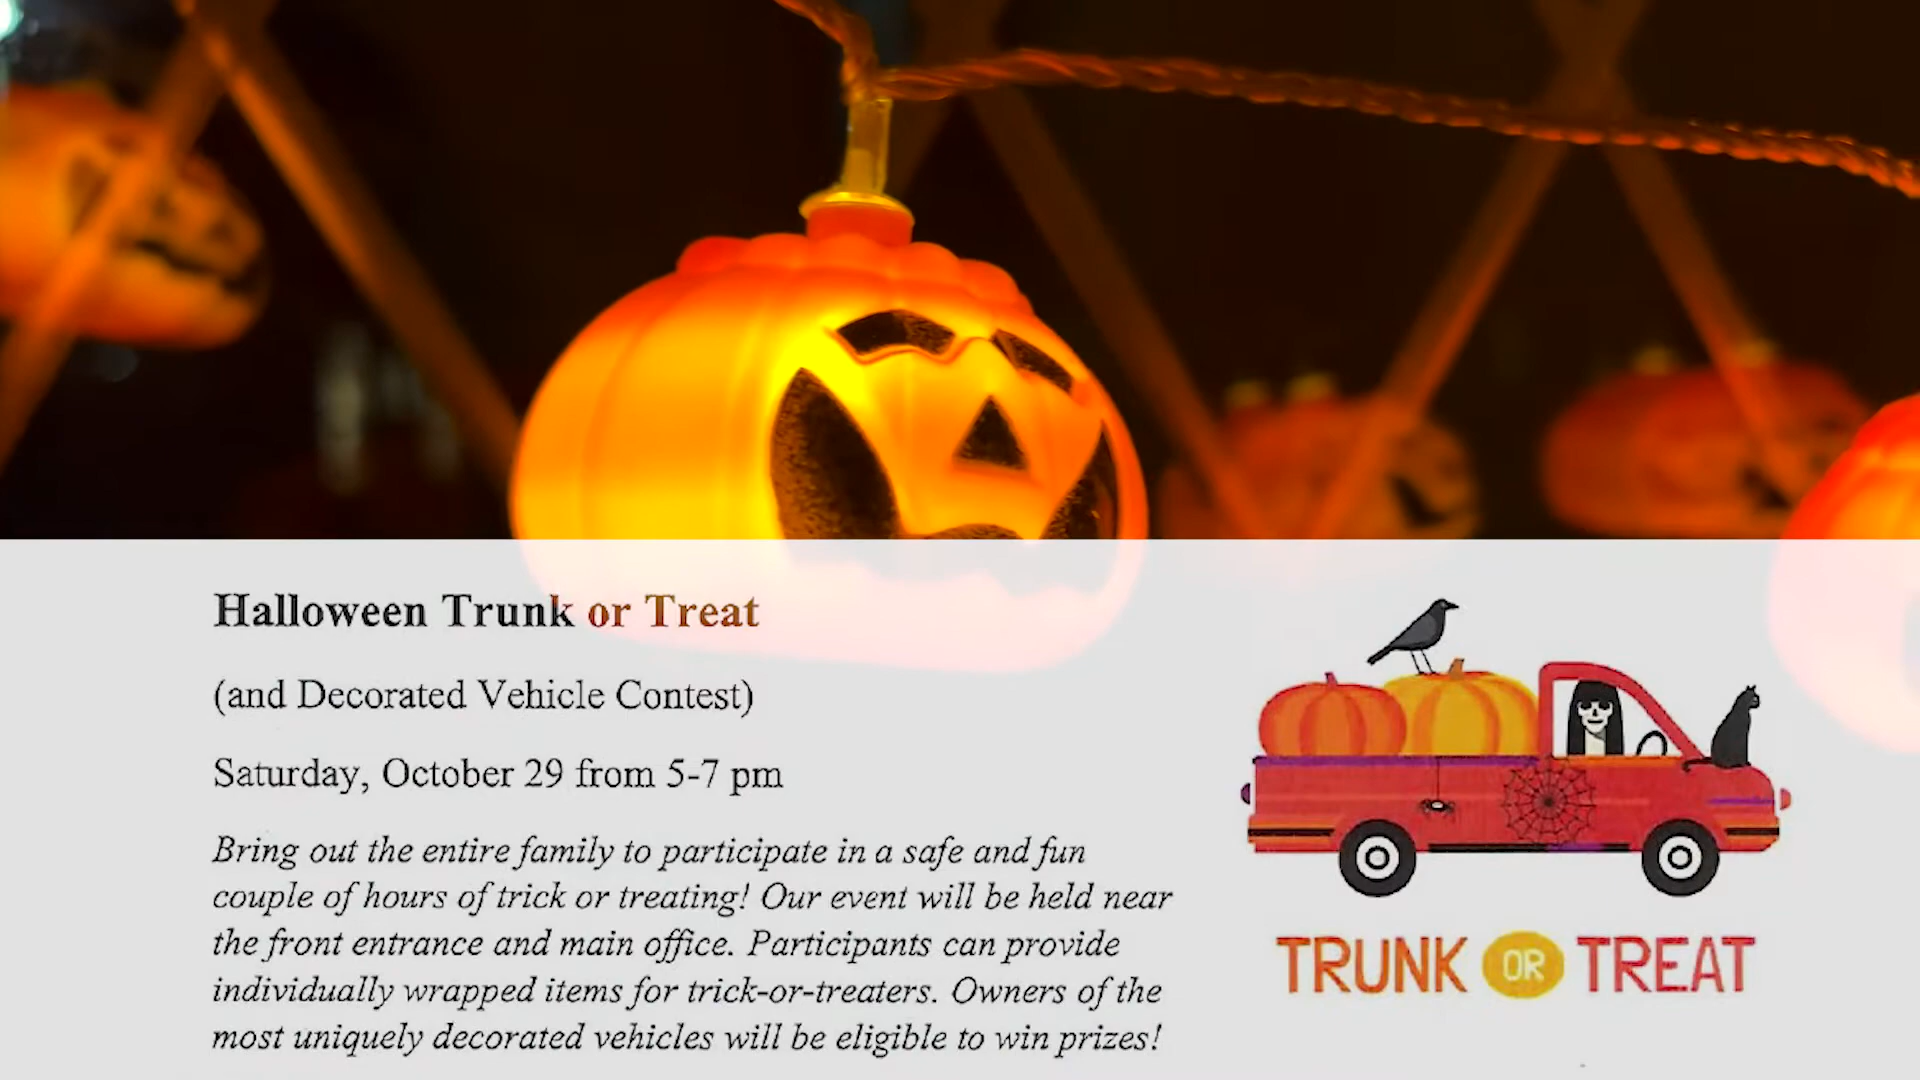 Halloween Trunk or Treat
(and Decorated Vehicle Contest)
Saturday, October 29 from 5-7 pm
Bring out the entire family to participate in a safe and fun
couple of hours of trick or treating! Our event will be held near
the front entrance and main office. Participants can provide
individually wrapped items for trick-or-treaters. Owners of the
most uniquely decorated vehicles will be eligible to win prizes!
TRUNK OR TREAT